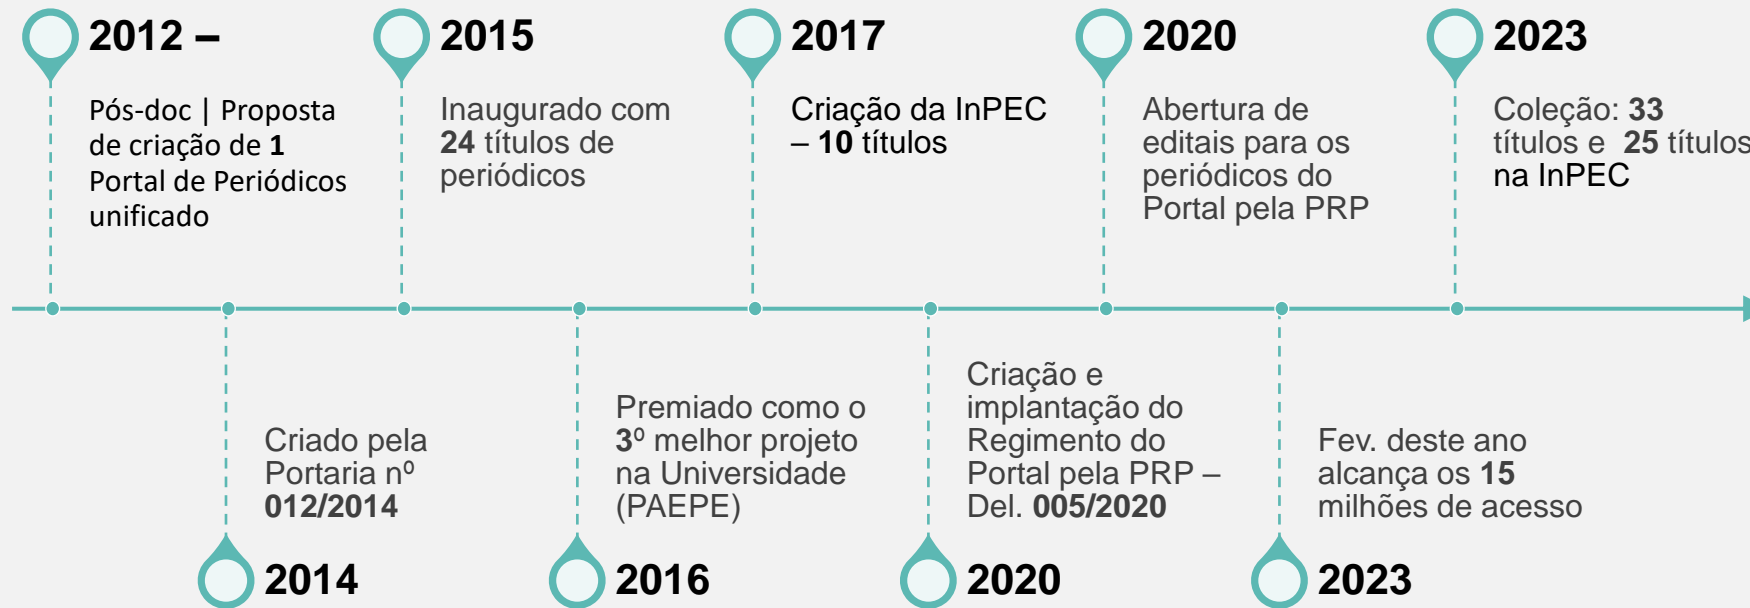 2012 –
Pós-doc | Proposta
de criação de 1
Portal de Periódicos
unificado
2015
Inaugurado com
24 títulos de
periódicos
2017
Criação da InPEC
– 10 títulos
2020
Abertura de
editais para os
periódicos do
Portal pela PRP
2023
Coleção: 33
títulos e 25 títulos
na InPEC
Criado pela
Portaria nº
012/2014
2014
Premiado como o
3º melhor projeto
na Universidade
(PAEPE)
2016
Criação e
implantação do
Regimento do
Portal pela PRP –
Del. 005/2020
2020
Fev. deste ano
alcança os 15
milhões de acesso
2023